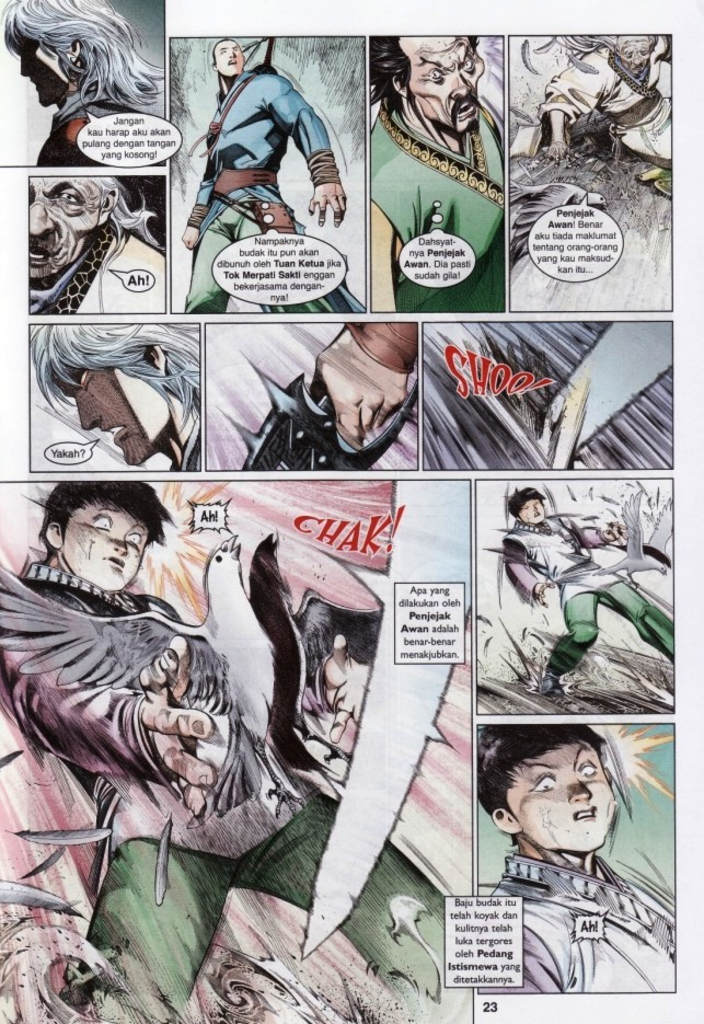 Jangan
kau harap aku akan
pulang dengan tangan
yang kosong!
Ah!
Nampaknya
budak itu pun akan
dibunuh oleh Tuan Ketua jika
Tok Merpati Sakti enggan
bekerjasama dengan-
nya!
Dahsyat-
nya Penjejak
Awan. Dia pasti
sudah gila!
Penjejak
Awan! Benar
aku tiada maklumat
tentang orang-orang
yang kau maksud-
kan itu...
Yakah?
SHOO
Ah!
CHAK!
Apa yang
dilakukan oleh
Penjejak
Awan adalah
benar-benar
menakjubkan.
Baju budak itu
telah koyak dan
kulitnya telah
luka tergores
oleh Pedang
Istismewa yang
ditetakkannya.
Ah!
23